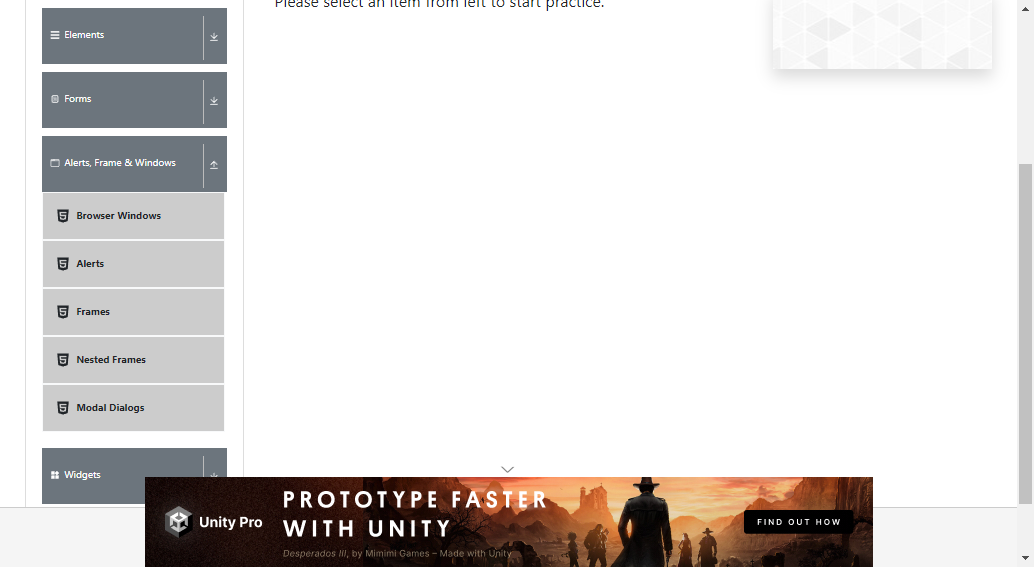 Please select an item from left to start practice.
Elements
Forms
Alerts, Frame & Windows
Browser Windows
Alerts
Frames
Nested Frames
Modal Dialogs
Widgets
Unity Pro
PROTOTYPE FASTER
WITH UNITY
Desperados III, by Mimimi Games – Made with Unity
FIND OUT HOW